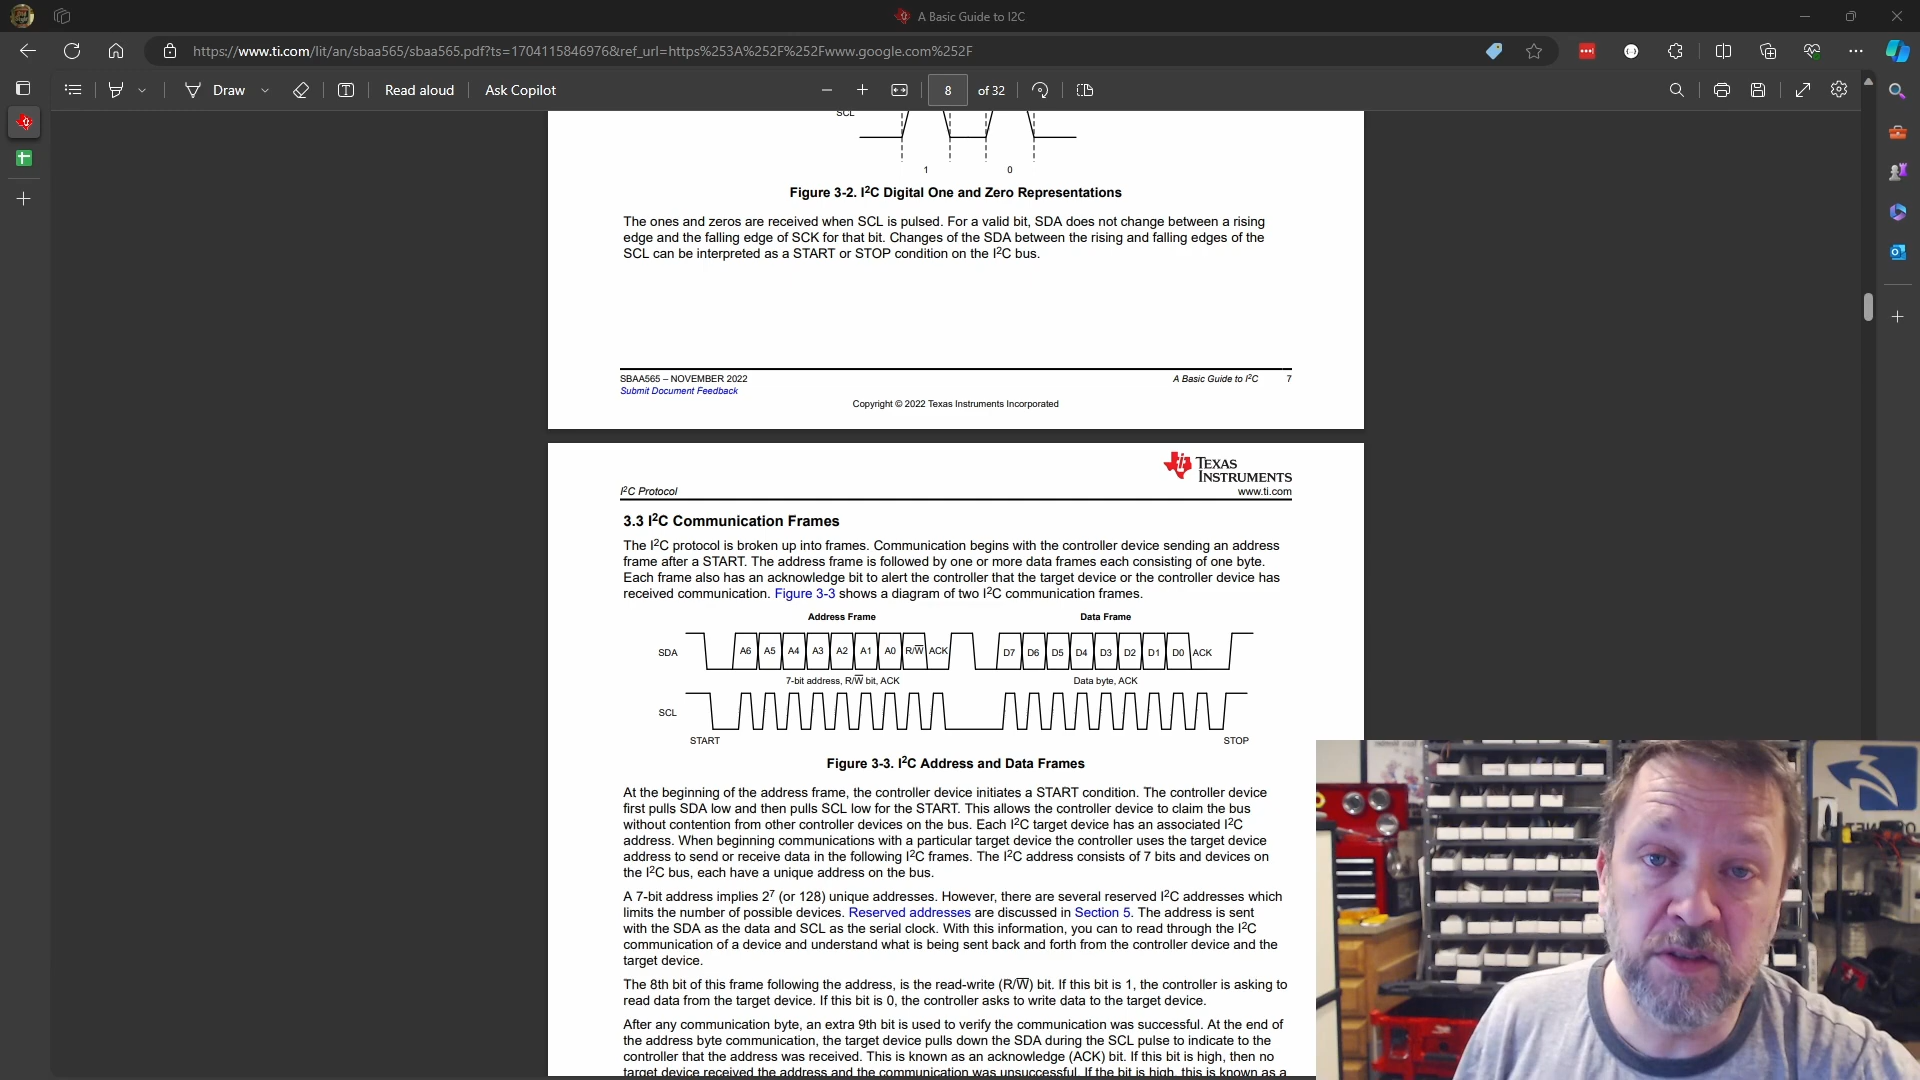 A Basic Guide to I2C
https://www.ti.com/lit/an/sbaa565/sbaa565.pdf?ts=1704115846976&ref_url=https%253A%252F%252Fwww.google.com%252F
Draw
Read aloud
Ask Copilot
8
of 32
SCL
1 0
Figure 3-2. I²C Digital One and Zero Representations
The ones and zeros are received when SCL is pulsed. For a valid bit, SDA does not change between a rising
edge and the falling edge of SCK for that bit. Changes of the SDA between the rising and falling edges of the
SCL can be interpreted as a START or STOP condition on the I²C bus.
SBAA565 – NOVEMBER 2022
A Basic Guide to I²C 7
Submit Document Feedback
Copyright © 2022 Texas Instruments Incorporated
TEXAS
INSTRUMENTS
I²C Protocol
www.ti.com
3.3 I²C Communication Frames
The I²C protocol is broken up into frames. Communication begins with the controller device sending an address
frame after a START. The address frame is followed by one or more data frames each consisting of one byte.
Each frame also has an acknowledge bit to alert the controller that the target device or the controller device has
received communication. Figure 3-3 shows a diagram of two I²C communication frames.
Address Frame
Data Frame
SDA
A6 A5 A4 A3 A2 A1 A0 R/W̅ ACK
D7 D6 D5 D4 D3 D2 D1 D0 ACK
7-bit address, R/W̅ bit, ACK
Data byte, ACK
SCL
START
STOP
Figure 3-3. I²C Address and Data Frames
At the beginning of the address frame, the controller device initiates a START condition. The controller device
first pulls SDA low and then pulls SCL low for the START. This allows the controller device to claim the bus
without contention from other controller devices on the bus. Each I²C target device has an associated I²C
address. When beginning communications with a particular target device the controller uses the target device
address to send or receive data in the following I²C frames. The I²C address consists of 7 bits and devices on
the I²C bus, each have a unique address on the bus.
A 7-bit address implies 2⁷ (or 128) unique addresses. However, there are several reserved I²C addresses which
limits the number of possible devices. Reserved addresses are discussed in Section 5. The address is sent
with the SDA as the data and SCL as the serial clock. With this information, you can to read through the I²C
communication of a device and understand what is being sent back and forth from the controller device and the
target device.
The 8th bit of this frame following the address, is the read-write (R/W̅) bit. If this bit is 1, the controller is asking to
read data from the target device. If this bit is 0, the controller asks to write data to the target device.
After any communication byte, an extra 9th bit is used to verify the communication was successful. At the end of
the address byte communication, the target device pulls down the SDA during the SCL pulse to indicate to the
controller that the address was received. This is known as an acknowledge (ACK) bit. If this bit is high, then no
target device received the address and the communication was unsuccessful. If the bit is high, this is known as a